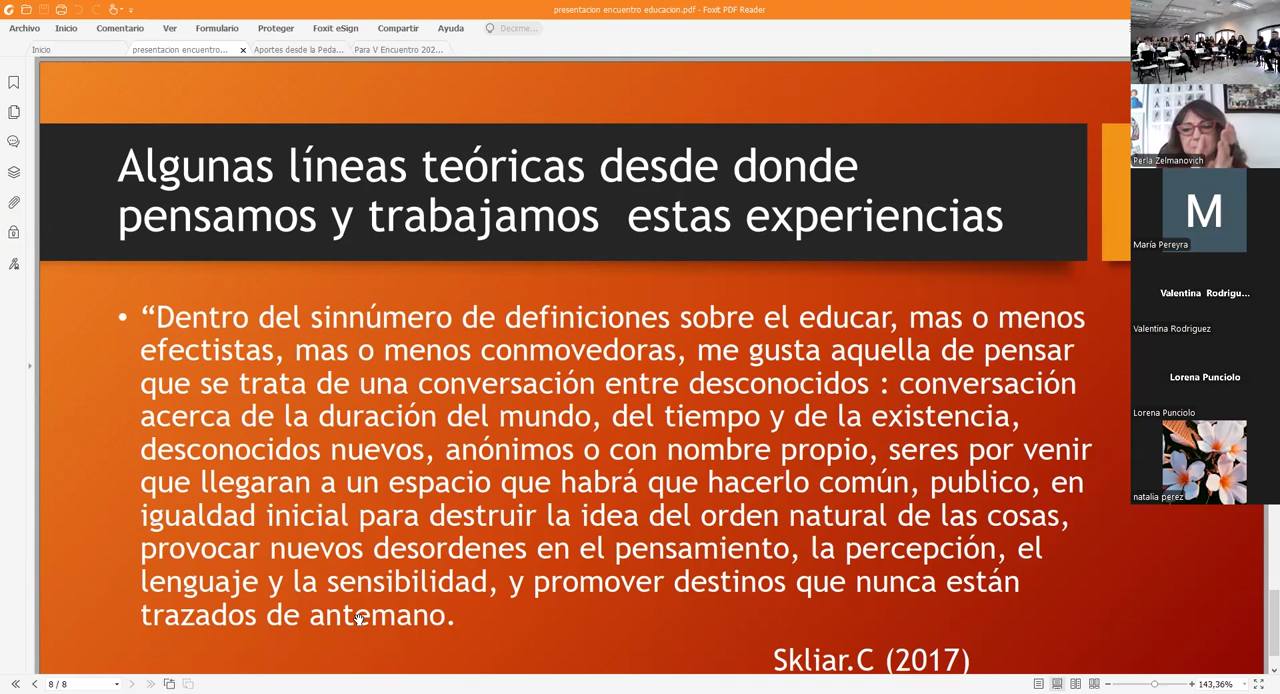 presentacion encuentro educacion.pdf - Foxit PDF Reader
Archivo Inicio Comentario Ver Formulario Proteger Foxit eSign Compartir Ayuda Decirme...
Inicio presentacion encuentro... Aportes desde la Peda... Para V Encuentro 202...
Algunas líneas teóricas desde donde
pensamos y trabajamos estas experiencias
• “Dentro del sinnúmero de definiciones sobre el educar, mas o menos
efectistas, mas o menos conmovedoras, me gusta aquella de pensar
que se trata de una conversación entre desconocidos : conversación
acerca de la duración del mundo, del tiempo y de la existencia,
desconocidos nuevos, anónimos o con nombre propio, seres por venir
que llegaran a un espacio que habrá que hacerlo común, publico, en
igualdad inicial para destruir la idea del orden natural de las cosas,
provocar nuevos desordenes en el pensamiento, la percepción, el
lenguaje y la sensibilidad, y promover destinos que nunca están
trazados de antemano.
Skliar.C (2017)
Perla Zelmanovich
M
María Pereyra
Valentina Rodrigu...
Valentina Rodriguez
Lorena Punciolo
Lorena Punciolo
natalia perez
8 / 8
143,36%